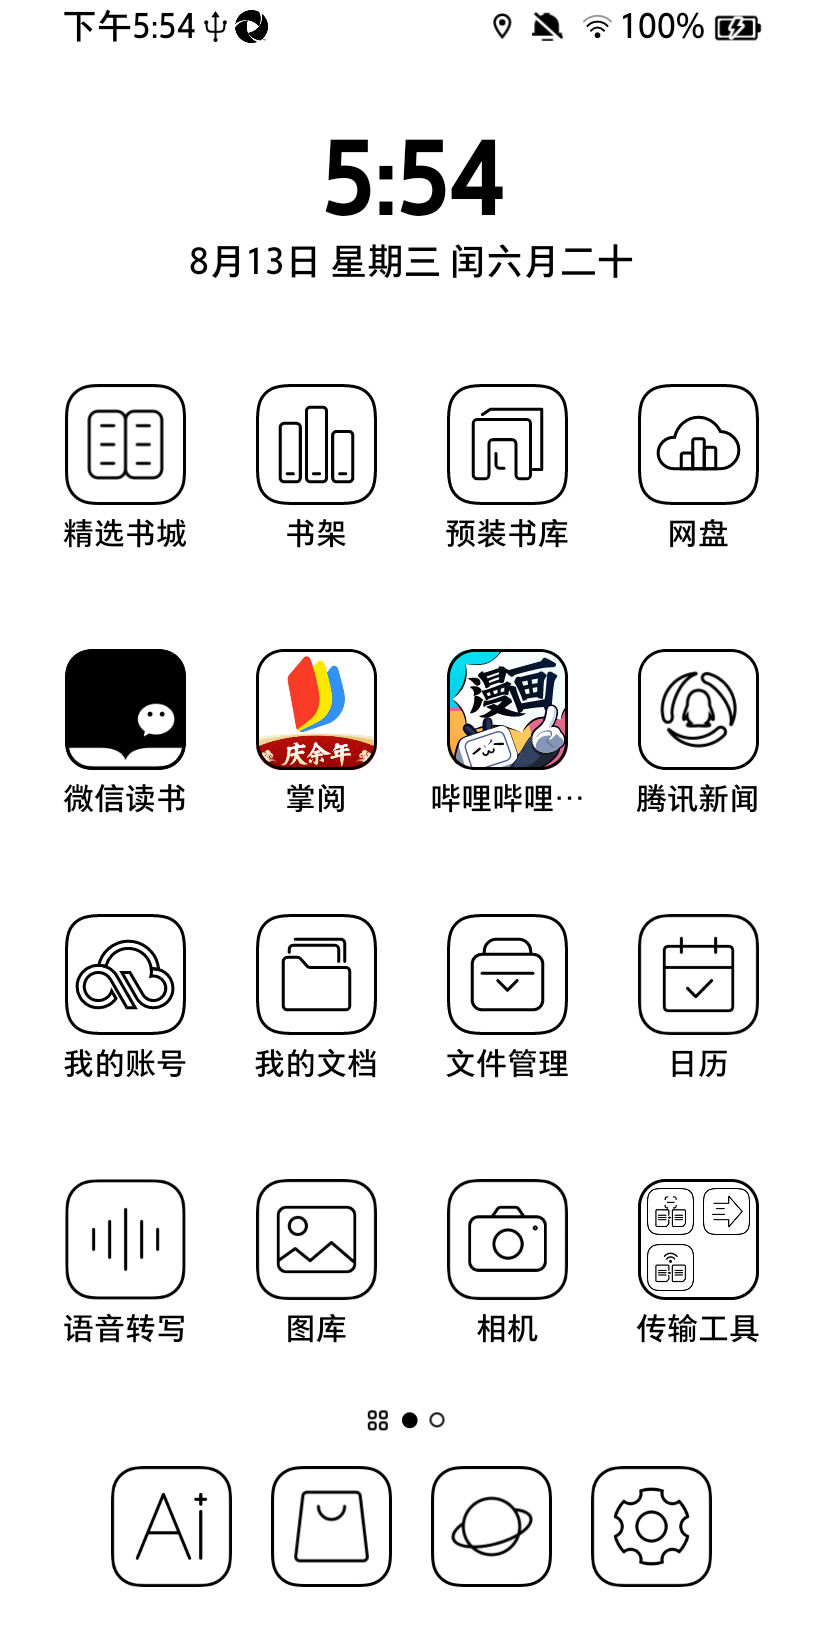 下午5:54 100%
5:54
8月13日 星期三 闰六月二十
精选书城 书架 预装书库 网盘
庆余年 漫画
微信读书 掌阅 哔哩哔哩… 腾讯新闻
我的账号 我的文档 文件管理 日历
语音转写 图库 相机 传输工具
Ai